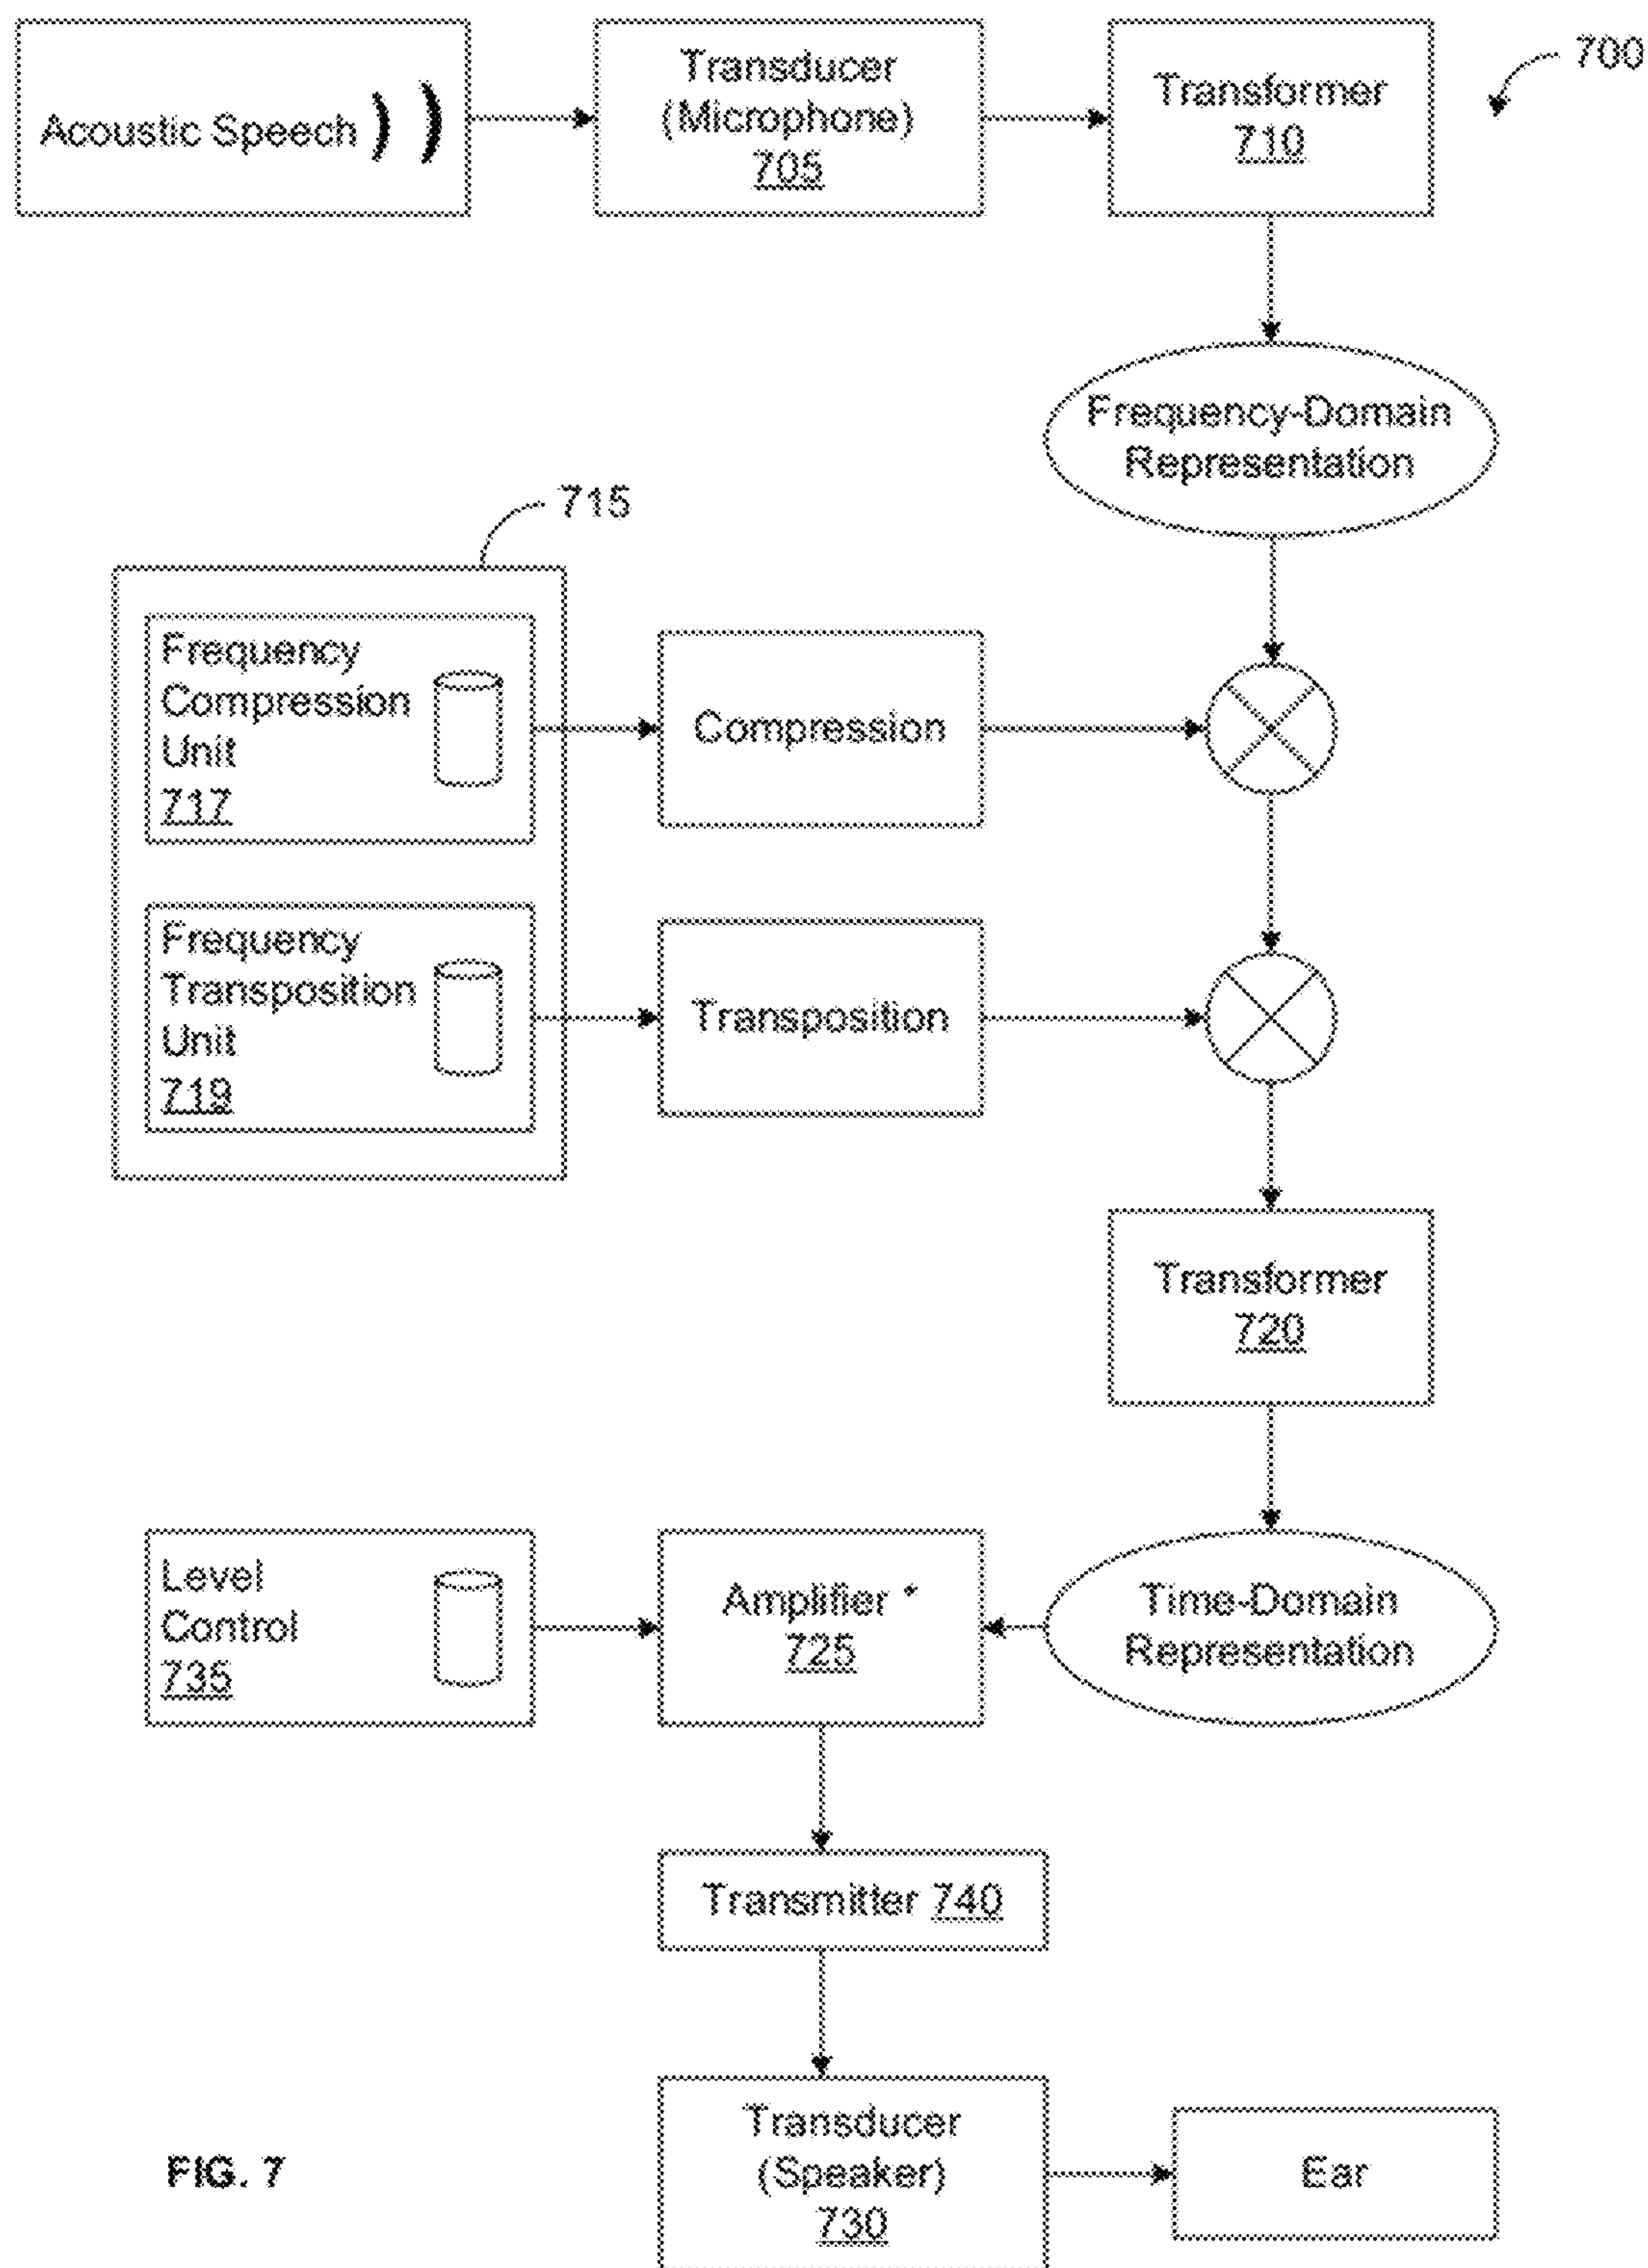 Acoustic Speech
Transducer
(Microphone)
705
Transformer
710
700
Frequency-Domain
Representation
715
Frequency
Compression
Unit
717
Compression
Frequency
Transposition
Unit
719
Transposition
Transformer
720
Level
Control
735
Amplifier *
725
Time-Domain
Representation
Transmitter 740
Transducer
(Speaker)
730
Ear
FIG. 7